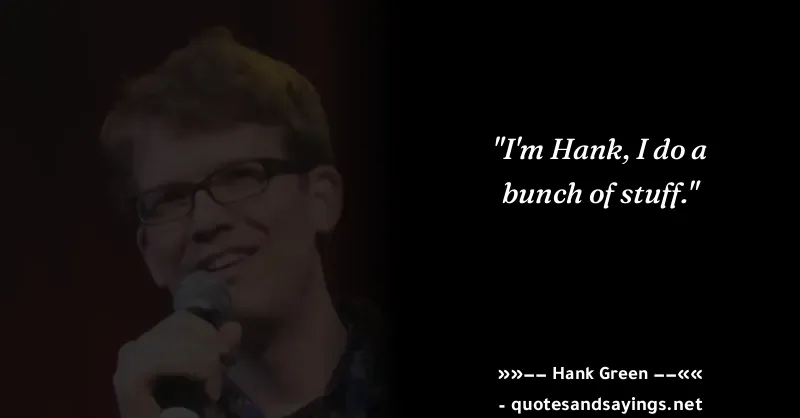 "I'm Hank, I do a
bunch of stuff."
»»–– Hank Green ––««
- quotesandsayings.net